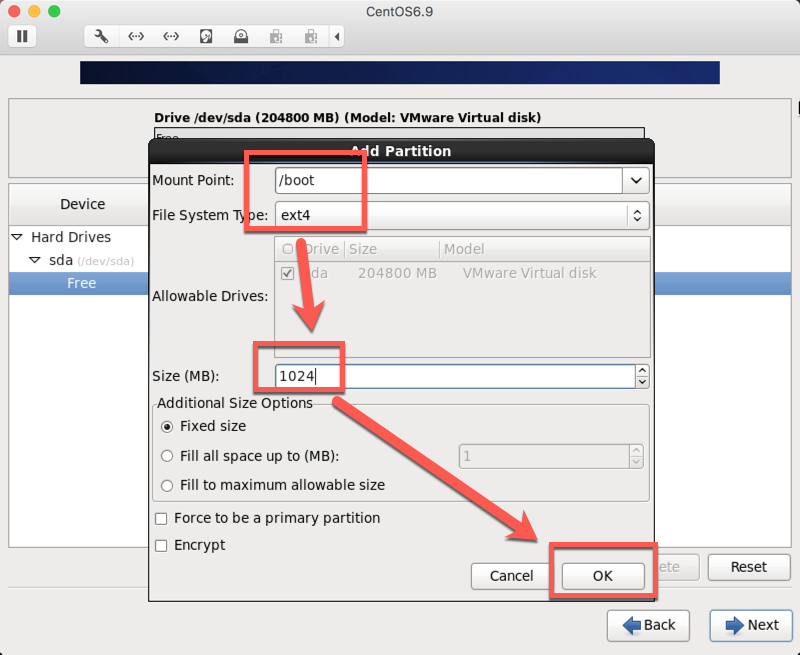 CentOS6.9
Drive /dev/sda (204800 MB) (Model: VMware Virtual disk)
Free
Add Partition
Device
Mount Point: /boot
File System Type: ext4
Hard Drives
sda (/dev/sda)
Free
Drive Size Model
sda 204800 MB VMware Virtual disk
Allowable Drives:
Size (MB): 1024
Additional Size Options
Fixed size
Fill all space up to (MB): 1
Fill to maximum allowable size
Force to be a primary partition
Encrypt
Cancel OK
ete Reset
Back Next